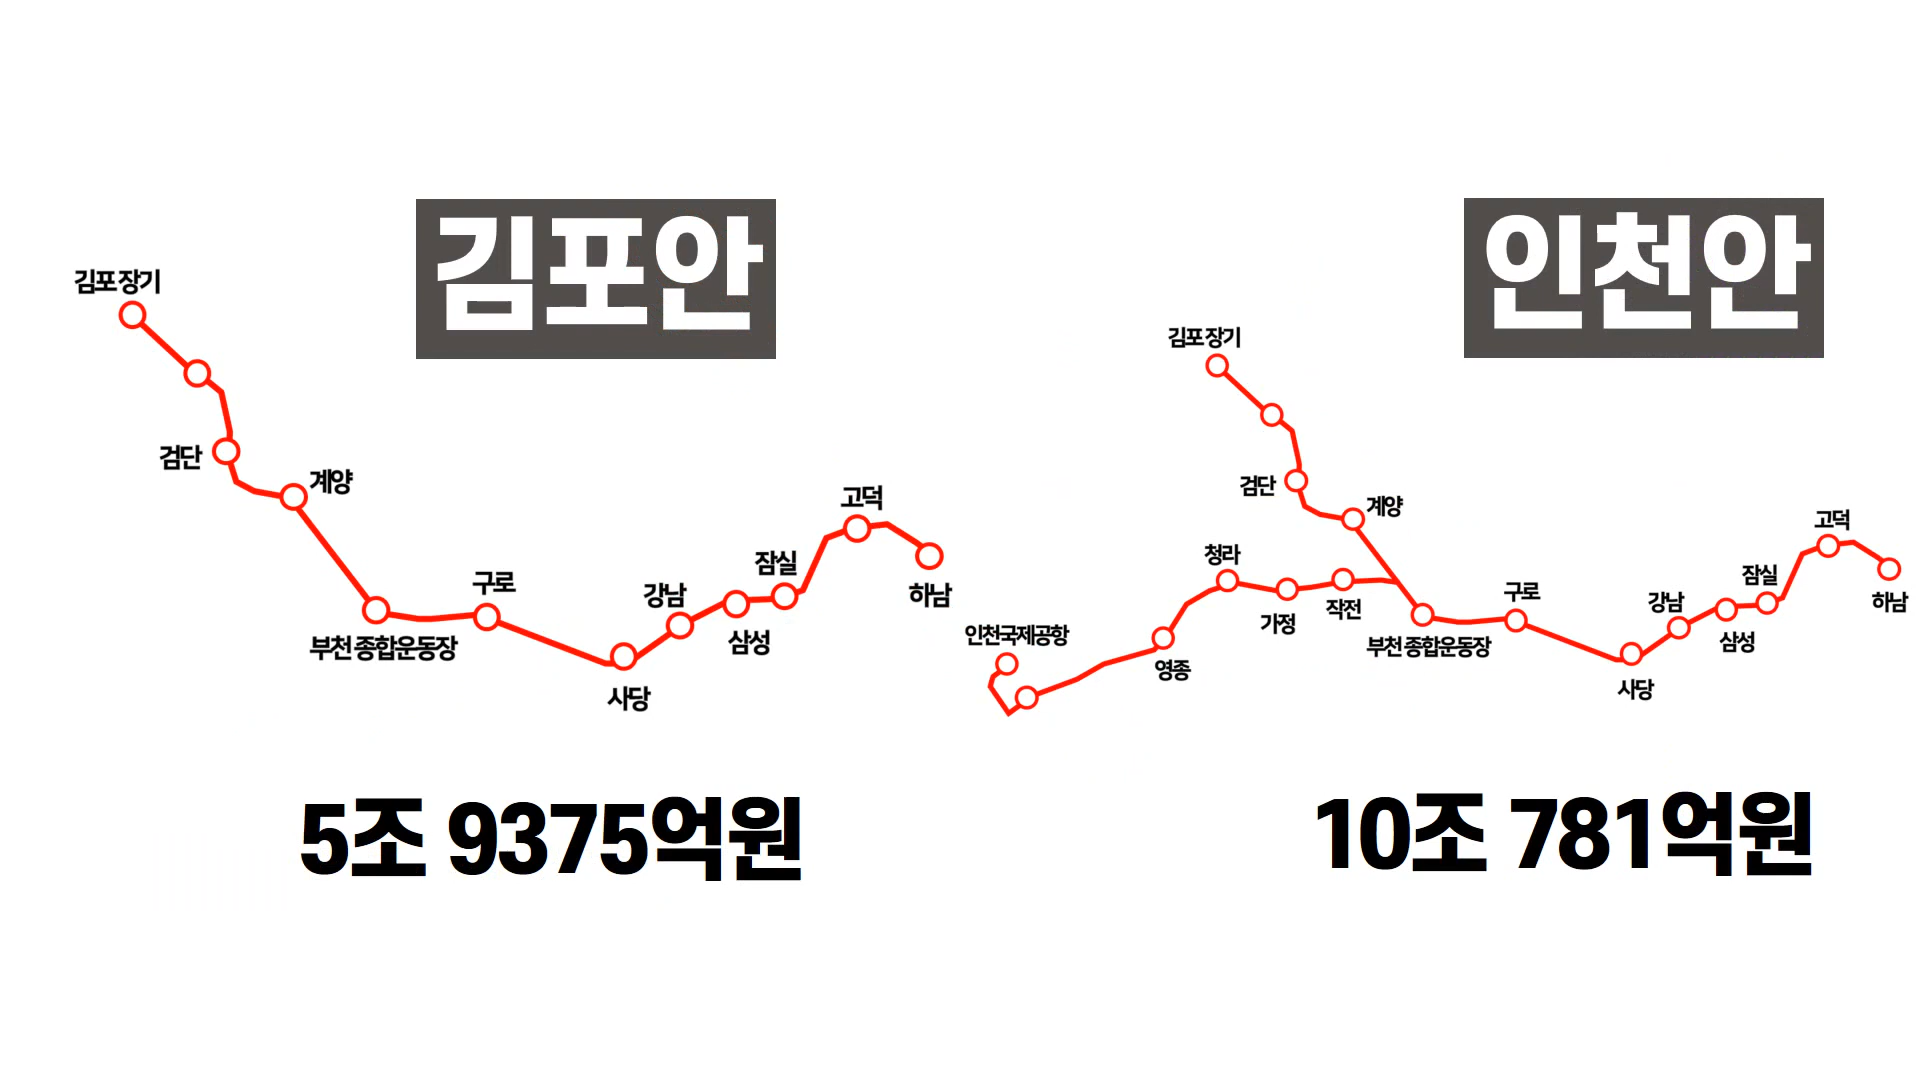 김포안
김포 장기
검단
계양
부천 종합운동장
구로
사당
강남
삼성
잠실
고덕
하남
5조 9375억원
인천안
김포 장기
검단
계양
청라
가정
작전
인천국제공항
영종
부천 종합운동장
구로
사당
강남
삼성
잠실
고덕
하남
10조 781억원